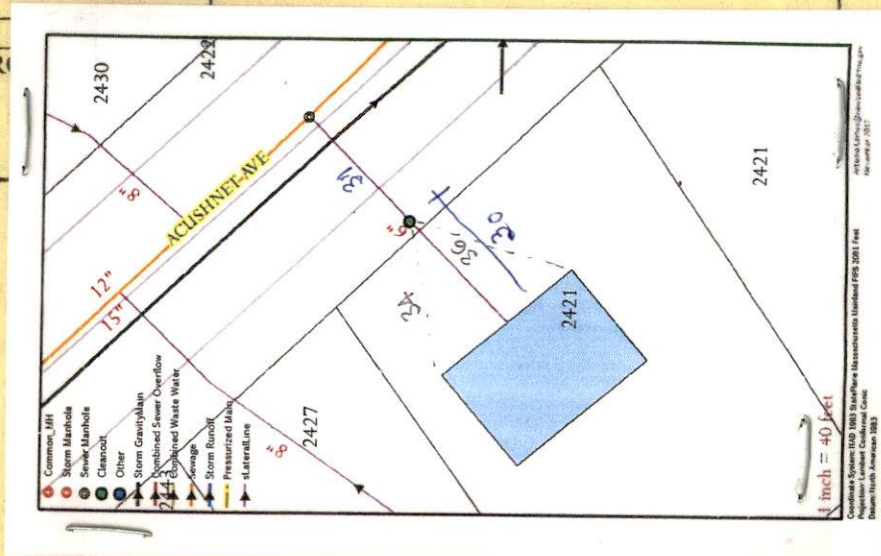 2430
2422
8"
ACUSHNET AVE
12"
15"
37
6"
34
36'
30
2421
2421
2427
8"
2443
Common_MH
Storm Manhole
Sewer Manhole
Cleanout
Other
Storm GravityMain
Combined Sewer Overflow
Combined Waste Water
Sewage
Storm Runoff
Pressurized Main
sLateralLine
1 inch = 40 feet
Coordinate System: NAD 1983 StatePlane Massachusetts Mainland FIPS 2001 Feet
Projection: Lambert Conformal Conic
Datum: North American 1983